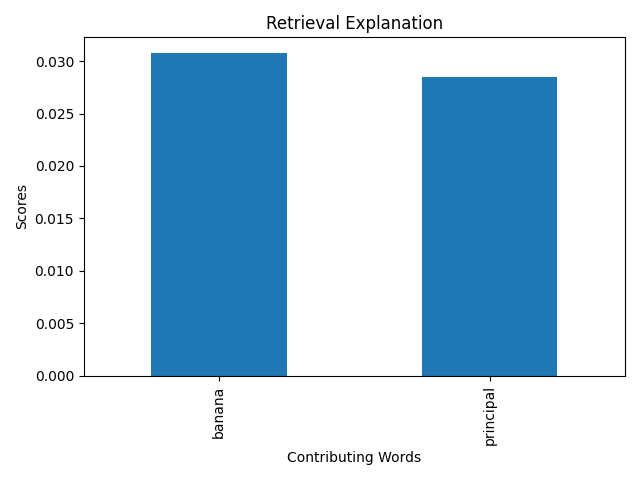 Retrieval Explanation
0.030
0.025
0.020
0.015
0.010
0.005
0.000
Scores
banana
principal
Contributing Words